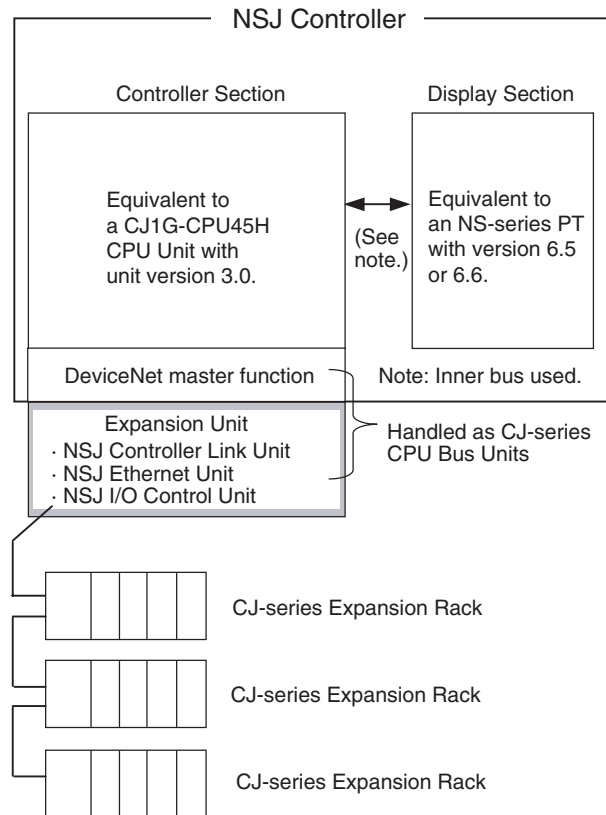 NSJ Controller
Controller Section
Display Section
Equivalent to
a CJ1G-CPU45H
CPU Unit with
unit version 3.0.
(See
note.)
Equivalent to
an NS-series PT
with version 6.5
or 6.6.
DeviceNet master function
Note: Inner bus used.
Expansion Unit
· NSJ Controller Link Unit
· NSJ Ethernet Unit
· NSJ I/O Control Unit
Handled as CJ-series
CPU Bus Units
CJ-series Expansion Rack
CJ-series Expansion Rack
CJ-series Expansion Rack